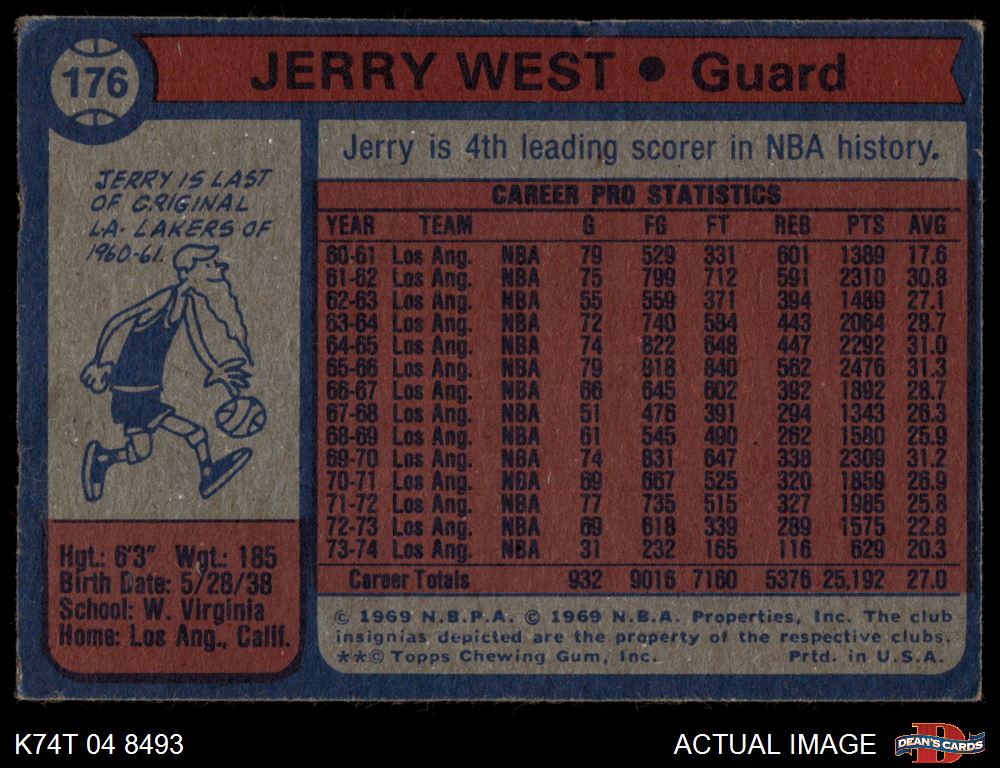 176
JERRY WEST • Guard
JERRY IS LAST
OF ORIGINAL
L.A. LAKERS OF
1960-61.
Hgt.: 6'3" Wgt.: 185
Birth Date: 5/28/38
School: W. Virginia
Home: Los Ang., Calif.
Jerry is 4th leading scorer in NBA history.
CAREER PRO STATISTICS
YEAR TEAM G FG FT REB PTS AVG
60-61 Los Ang. NBA 79 529 331 601 1389 17.6
61-62 Los Ang. NBA 75 799 712 591 2310 30.8
62-63 Los Ang. NBA 55 559 371 394 1489 27.1
63-64 Los Ang. NBA 72 740 584 443 2064 28.7
64-65 Los Ang. NBA 74 822 648 447 2292 31.0
65-66 Los Ang. NBA 79 818 840 562 2476 31.3
66-67 Los Ang. NBA 66 645 602 392 1892 28.7
67-68 Los Ang. NBA 51 476 391 294 1343 26.3
68-69 Los Ang. NBA 61 545 490 262 1580 25.9
69-70 Los Ang. NBA 74 831 647 338 2309 31.2
70-71 Los Ang. NBA 69 667 525 320 1859 26.9
71-72 Los Ang. NBA 77 735 515 327 1985 25.8
72-73 Los Ang. NBA 69 618 339 289 1575 22.8
73-74 Los Ang. NBA 31 232 165 116 629 20.3
Career Totals 932 9016 7160 5376 25,192 27.0
© 1969 N.B.P.A. © 1969 N.B.A. Properties, Inc. The club
insignias depicted are the property of the respective clubs.
**© Topps Chewing Gum, Inc. Prtd. in U.S.A.
K74T 04 8493
ACTUAL IMAGE
D
DEAN'S CARDS